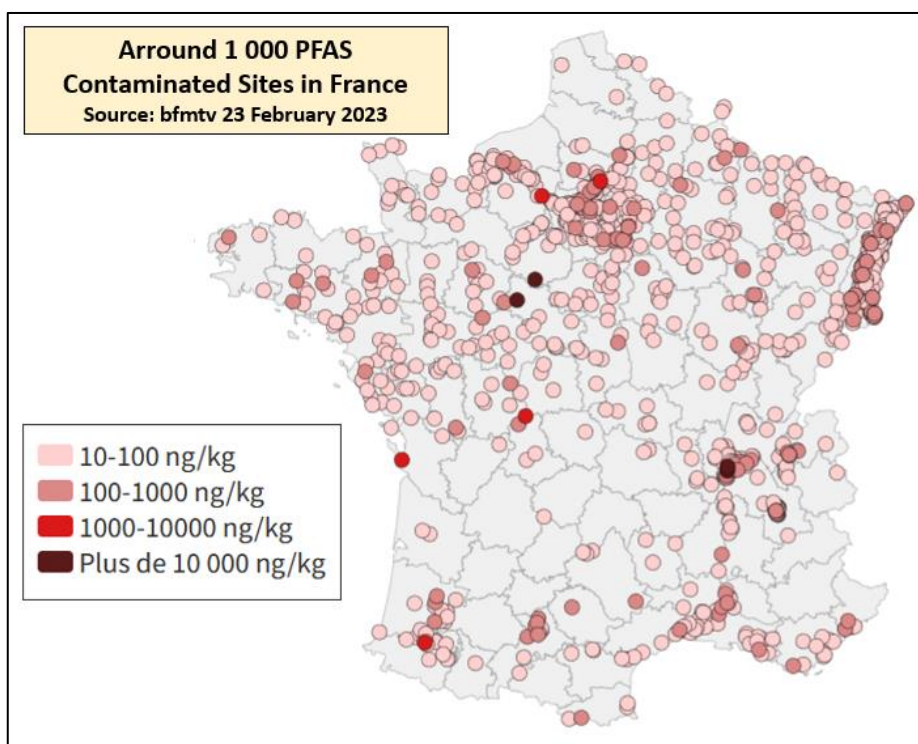 Arround 1 000 PFAS
Contaminated Sites in France
Source: bfmtv 23 February 2023
10-100 ng/kg
100-1000 ng/kg
1000-10000 ng/kg
Plus de 10 000 ng/kg